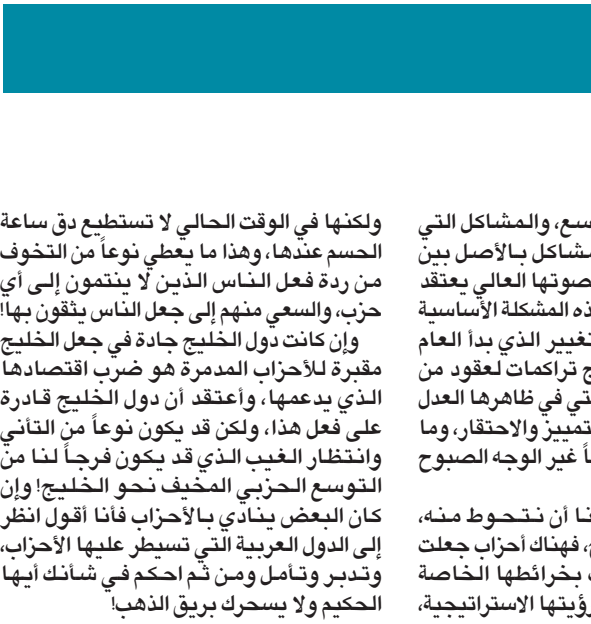 سع، والمشاكل التي
مشاكل بالأصل بين
صوتها العالي يعتقد
ذه المشكلة الأساسية
تغيير الذي بدأ العام
ج تراكمات لعقود من
تي في ظاهرها العدل
تمييز والاحتقار، وما
اً غير الوجه الصبوح
نا أن نتحوط منه،
، فهناك أحزاب جعلت
بخرائطها الخاصة
رؤيتها الاستراتيجية،
ولكنها في الوقت الحالي لا تستطيع دق ساعة
الحسم عندها، وهذا ما يعطي نوعاً من التخوف
من ردة فعل الناس الذين لا ينتمون إلى أي
حزب، والسعي منهم إلى جعل الناس يثقون بها!
وإن كانت دول الخليج جادة في جعل الخليج
مقبرة للأحزاب المدمرة هو ضرب اقتصادها
الذي يدعمها، وأعتقد أن دول الخليج قادرة
على فعل هذا، ولكن قد يكون نوعاً من التأني
وانتظار الغيب الذي قد يكون فرجاً لنا من
التوسع الحزبي المخيف نحو الخليج! وإن
كان البعض ينادي بالأحزاب فأنا أقول انظر
إلى الدول العربية التي تسيطر عليها الأحزاب،
وتدبر وتأمل ومن ثم احكم في شأنك أيها
الحكيم ولا يسحرك بريق الذهب!